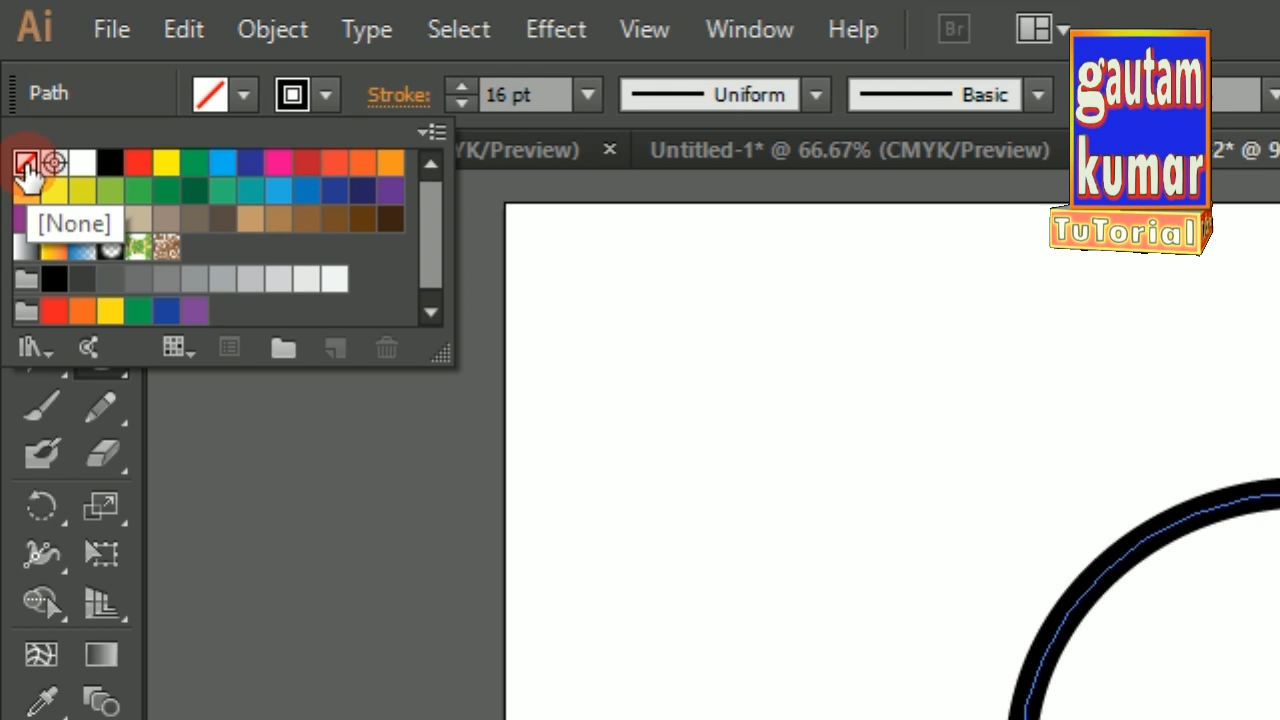 Ai File Edit Object Type Select Effect View Window Help Br
Path Stroke: 16 pt Uniform Basic
YK/Preview) × Untitled-1* @ 66.67% (CMYK/Preview) 2* @ 9
[None]
gautam
kumar
TuTorial